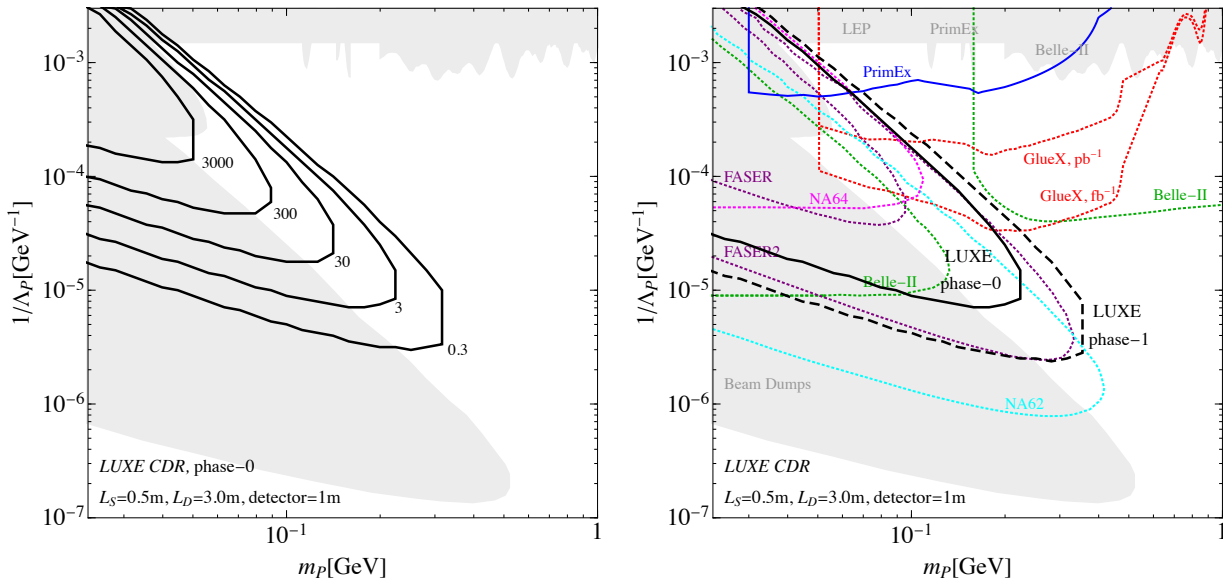 10⁻³
10⁻⁴
10⁻⁵
10⁻⁶
10⁻⁷
1/Λ_P[GeV⁻¹]
3000
300
30
3
0.3
LUXE CDR, phase−0
L_S=0.5m, L_D=3.0m, detector=1m
10⁻¹
1
m_P[GeV]
10⁻³
10⁻⁴
10⁻⁵
10⁻⁶
10⁻⁷
1/Λ_P[GeV⁻¹]
LEP
PrimEx
Belle−II
PrimEx
GlueX, pb⁻¹
FASER
NA64
GlueX, fb⁻¹
Belle−II
FASER2
LUXE
phase−0
Belle−II
LUXE
phase−1
Beam Dumps
NA62
LUXE CDR
L_S=0.5m, L_D=3.0m, detector=1m
10⁻¹
1
m_P[GeV]